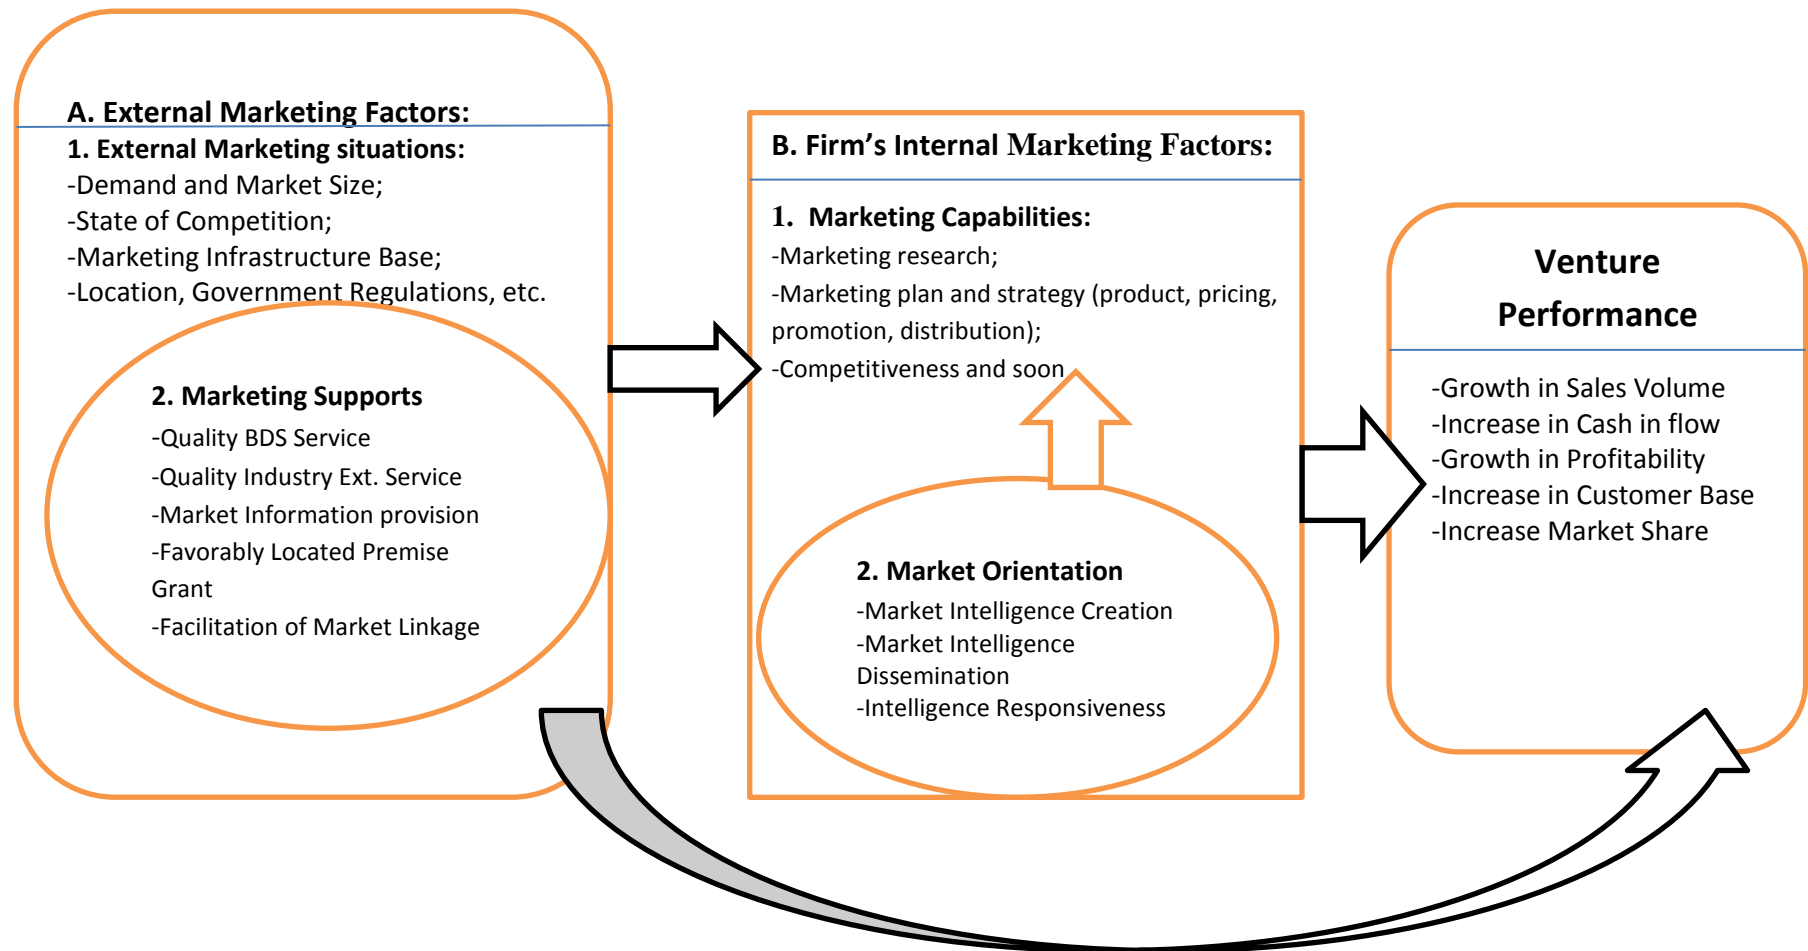 A. External Marketing Factors:
1. External Marketing situations:
-Demand and Market Size;
-State of Competition;
-Marketing Infrastructure Base;
-Location, Government Regulations, etc.
2. Marketing Supports
-Quality BDS Service
-Quality Industry Ext. Service
-Market Information provision
-Favorably Located Premise
Grant
-Facilitation of Market Linkage
B. Firm’s Internal Marketing Factors:
1. Marketing Capabilities:
-Marketing research;
-Marketing plan and strategy (product, pricing,
promotion, distribution);
-Competitiveness and soon
2. Market Orientation
-Market Intelligence Creation
-Market Intelligence
Dissemination
-Intelligence Responsiveness
Venture
Performance
-Growth in Sales Volume
-Increase in Cash in flow
-Growth in Profitability
-Increase in Customer Base
-Increase Market Share